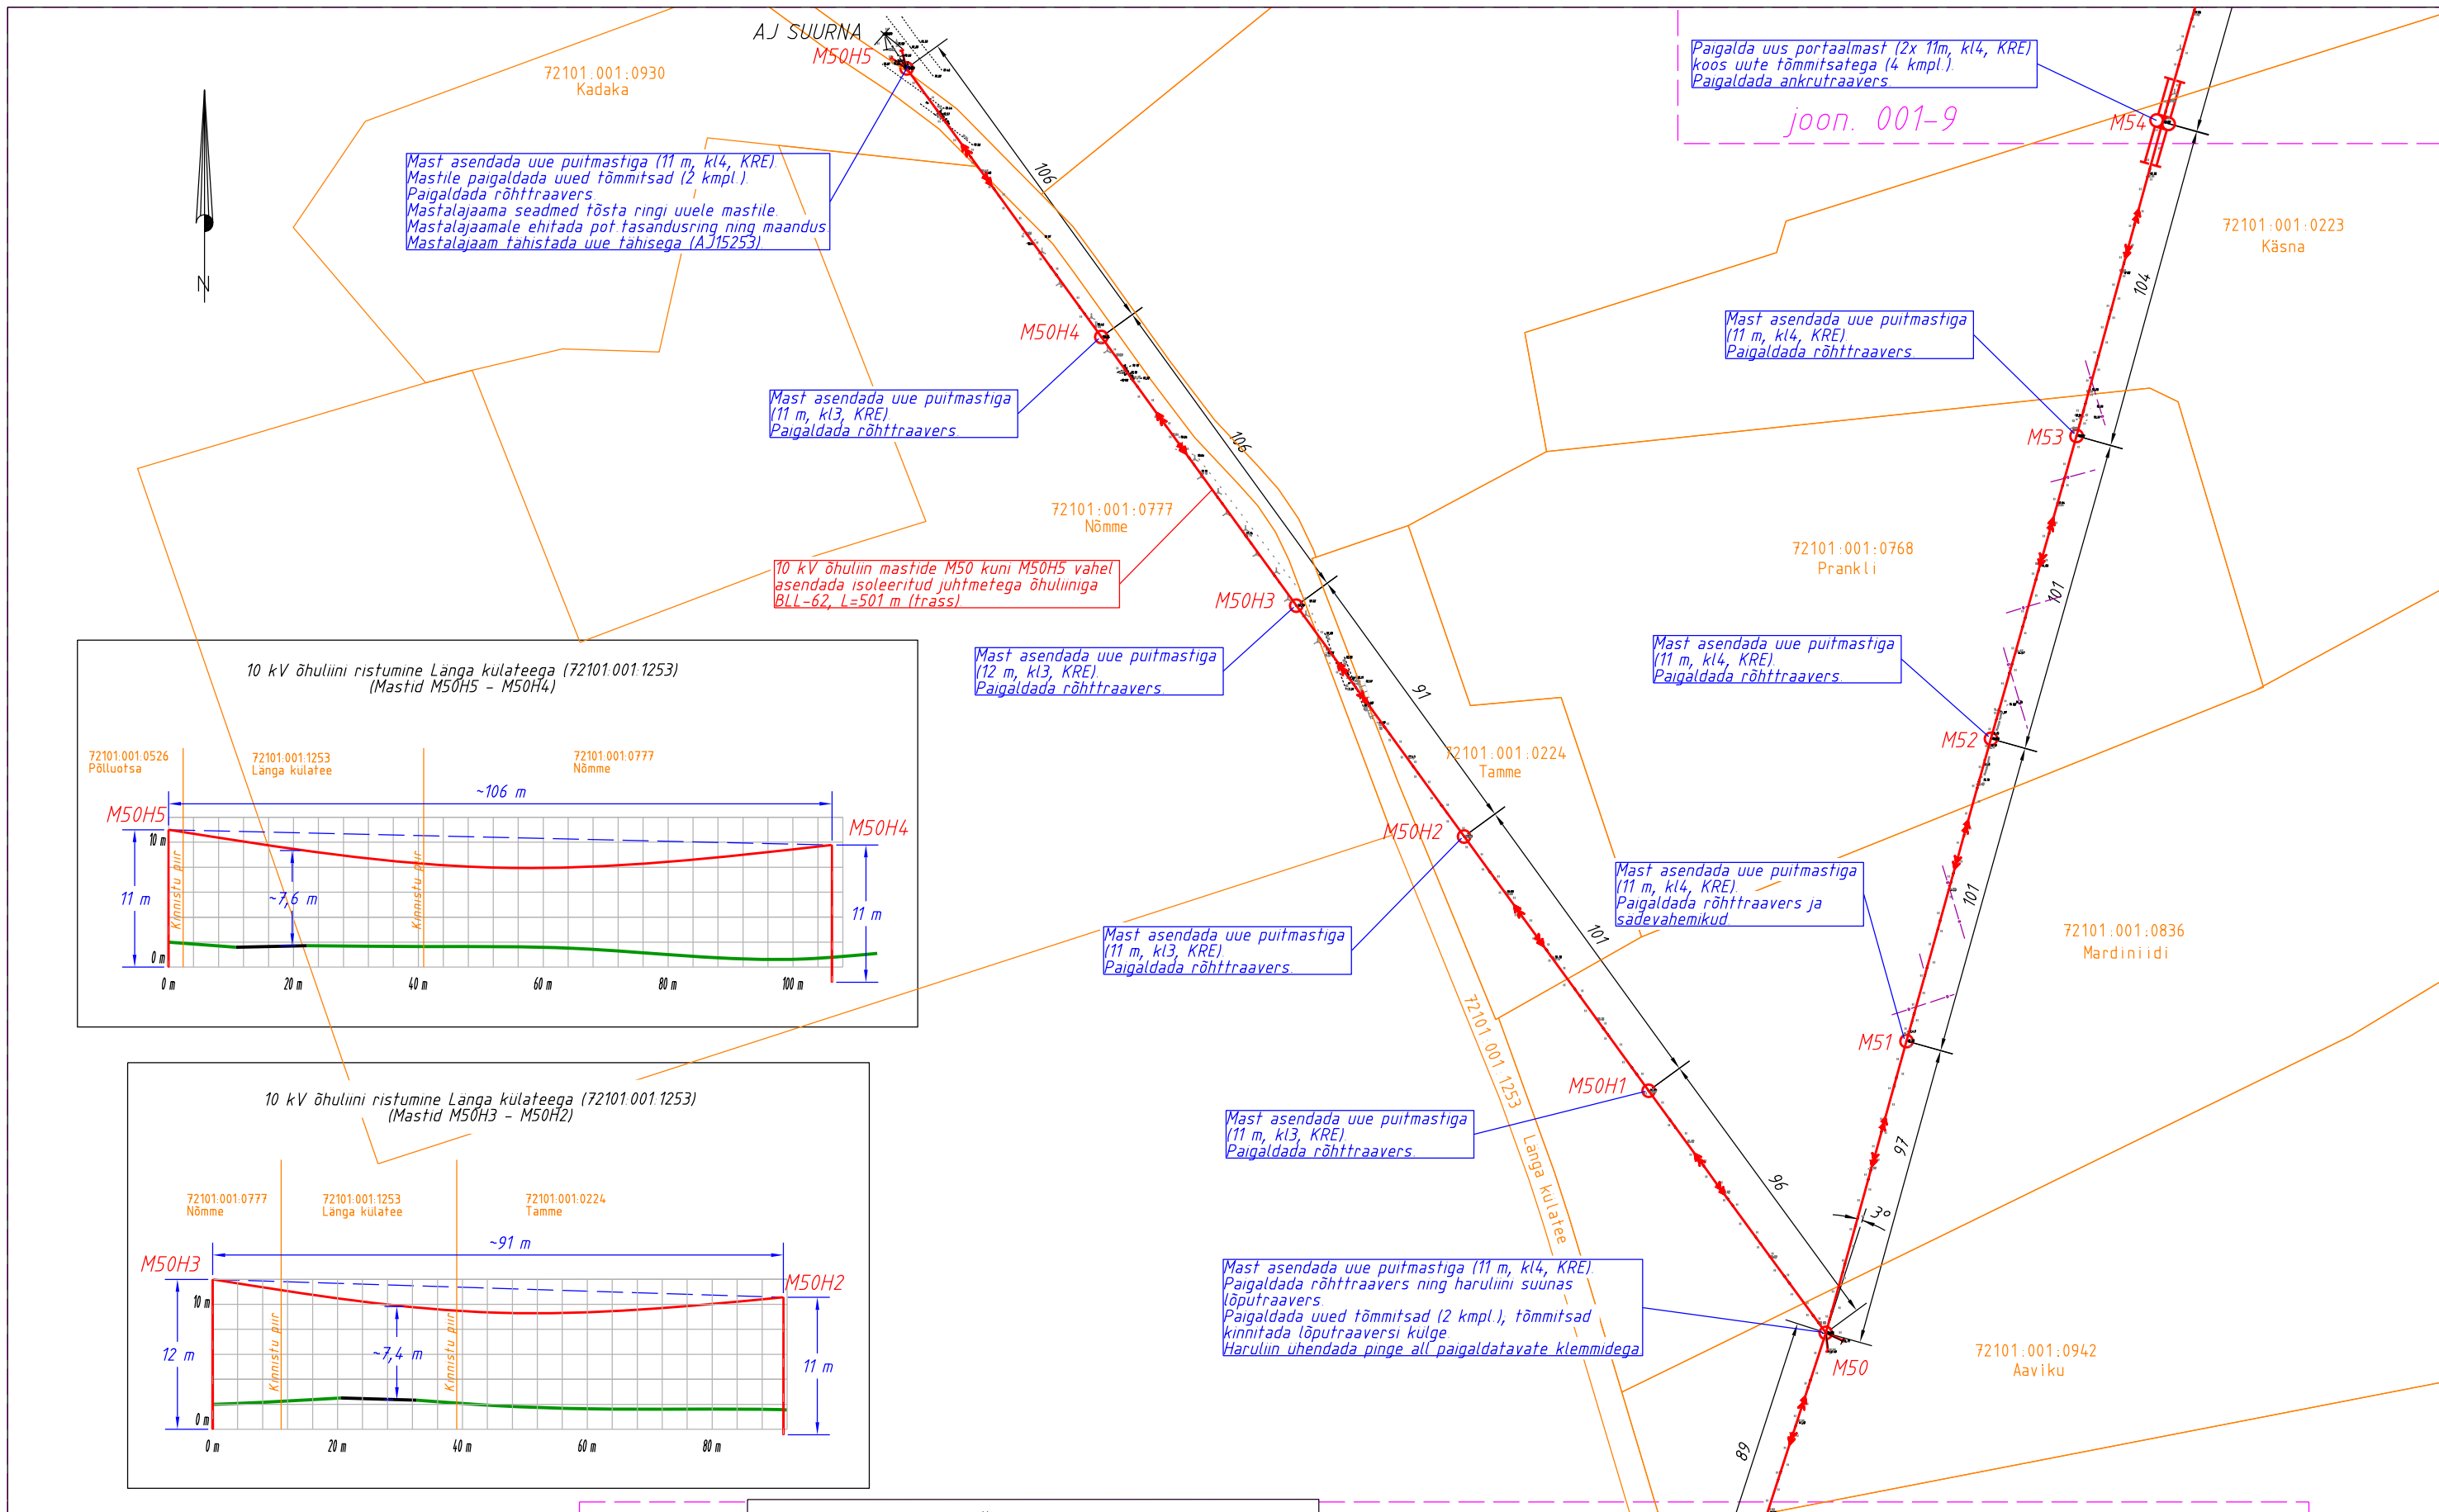 AJ SUURNA
M50H5
72101:001:0930
Kadaka
N
Mast asendada uue puitmastiga (11 m, kl4, KRE).
Mastile paigaldada uued tõmmitsad (2 kmpl.).
Paigaldada rõhttraavers.
Mastalajaama seadmed tõsta ringi uuele mastile.
Mastalajaamale ehitada pot.tasandusring ning maandus.
Mastalajaam tähistada uue tähisega (AJ15253).
Paigalda uus portaalmast (2x 11m, kl4, KRE)
koos uute tõmmitsatega (4 kmpl.).
Paigaldada ankrutraavers.
joon. 001-9
M54
72101:001:0223
Käsna
106
104
M50H4
Mast asendada uue puitmastiga
(11 m, kl4, KRE).
Paigaldada rõhttraavers.
Mast asendada uue puitmastiga
(11 m, kl3, KRE).
Paigaldada rõhttraavers.
M53
106
72101:001:0777
Nõmme
72101:001:0768
Prankli
10 kV õhuliin mastide M50 kuni M50H5 vahel
asendada isoleeritud juhtmetega õhuliiniga
BLL-62, L=501 m (trass).
M50H3
101
Mast asendada uue puitmastiga
(12 m, kl3, KRE).
Paigaldada rõhttraavers.
91
Mast asendada uue puitmastiga
(11 m, kl4, KRE).
Paigaldada rõhttraavers.
M52
72101:001:0224
Tamme
10 kV õhuliini ristumine Länga külateega (72101:001:1253)
(Mastid M50H5 - M50H4)
72101:001:0526
Põlluotsa
72101:001:1253
Länga külatee
72101:001:0777
Nõmme
~106 m
M50H5
M50H4
10 m
11 m
Kinnistu piir
~7,6 m
Kinnistu piir
11 m
0 m
0 m
20 m
40 m
60 m
80 m
100 m
M50H2
Mast asendada uue puitmastiga
(11 m, kl4, KRE).
Paigaldada rõhttraavers ja
sädevahemikud.
101
101
Mast asendada uue puitmastiga
(11 m, kl3, KRE).
Paigaldada rõhttraavers.
72101:001:0836
Mardiniidi
M51
72101:001:1253
Länga külatee
M50H1
Mast asendada uue puitmastiga
(11 m, kl3, KRE).
Paigaldada rõhttraavers.
97
96
3°
10 kV õhuliini ristumine Länga külateega (72101:001:1253)
(Mastid M50H3 - M50H2)
72101:001:0777
Nõmme
72101:001:1253
Länga külatee
72101:001:0224
Tamme
~91 m
M50H3
M50H2
10 m
12 m
Kinnistu piir
~7,4 m
Kinnistu piir
11 m
0 m
0 m
20 m
40 m
60 m
80 m
Mast asendada uue puitmastiga (11 m, kl4, KRE).
Paigaldada rõhttraavers ning haruliini suunas
lõputraavers.
Paigaldada uued tõmmitsad (2 kmpl.), tõmmitsad
kinnitada lõputraaversi külge.
Haruliin ühendada pinge all paigaldatavate klemmidega.
M50
72101:001:0942
Aaviku
89